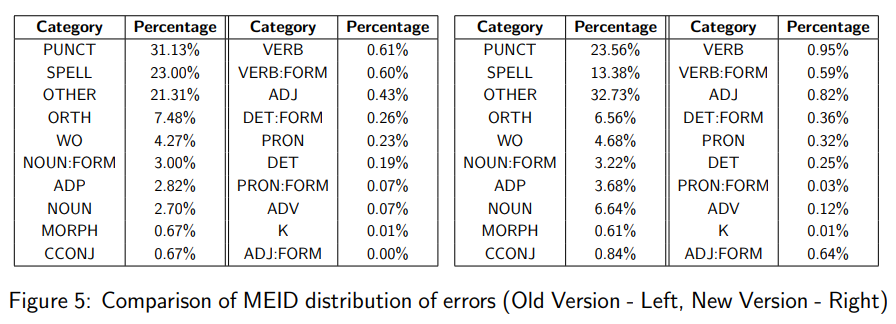 Category Percentage Category Percentage Category Percentage Category Percentage
PUNCT 31.13% VERB 0.61% PUNCT 23.56% VERB 0.95%
SPELL 23.00% VERB:FORM 0.60% SPELL 13.38% VERB:FORM 0.59%
OTHER 21.31% ADJ 0.43% OTHER 32.73% ADJ 0.82%
ORTH 7.48% DET:FORM 0.26% ORTH 6.56% DET:FORM 0.36%
WO 4.27% PRON 0.23% WO 4.68% PRON 0.32%
NOUN:FORM 3.00% DET 0.19% NOUN:FORM 3.22% DET 0.25%
ADP 2.82% PRON:FORM 0.07% ADP 3.68% PRON:FORM 0.03%
NOUN 2.70% ADV 0.07% NOUN 6.64% ADV 0.12%
MORPH 0.67% K 0.01% MORPH 0.61% K 0.01%
CCONJ 0.67% ADJ:FORM 0.00% CCONJ 0.84% ADJ:FORM 0.64%
Figure 5: Comparison of MEID distribution of errors (Old Version - Left, New Version - Right)